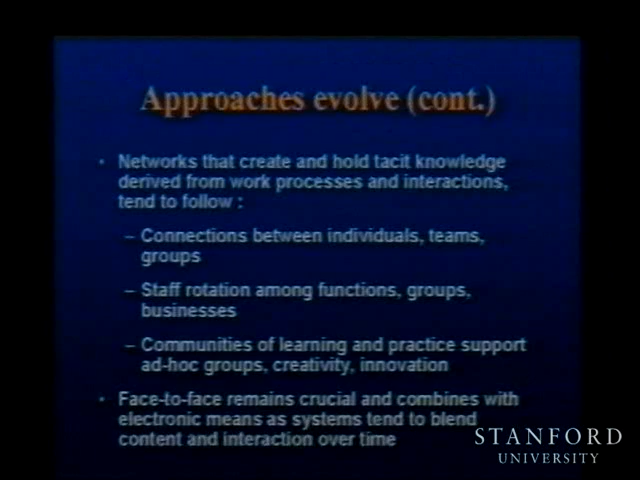 Approaches evolve (cont.)
• Networks that create and hold tacit knowledge
derived from work processes and interactions,
tend to follow :
– Connections between individuals, teams,
groups
– Staff rotation among functions, groups,
businesses
– Communities of learning and practice support
ad-hoc groups, creativity, innovation
• Face-to-face remains crucial and combines with
electronic means as systems tend to blend
content and interaction over time
STANFORD
UNIVERSITY